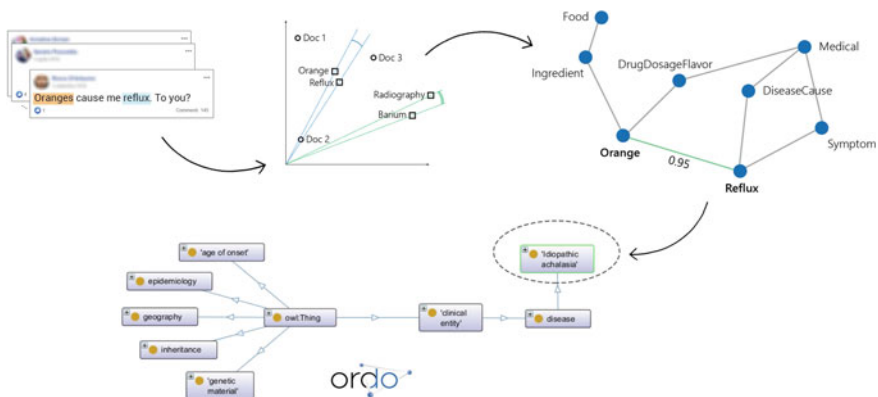 Oranges cause me reflux. To you?
Comment: 140
Doc 1
Doc 3
Orange
Reflux
Radiography
Barium
Doc 2
Food
Ingredient
DrugDosageFlavor
Medical
DiseaseCause
Symptom
Orange
0.95
Reflux
'age of onset'
epidemiology
geography
inheritance
'genetic
material'
owl:Thing
'clinical
entity'
disease
'Idiopathic
achalasia'
ordo